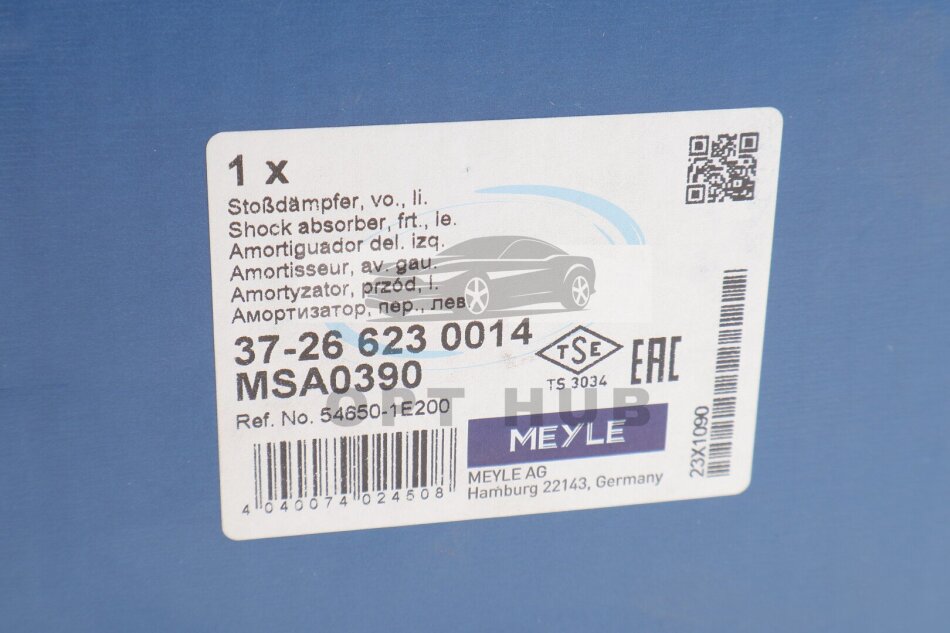 1 x
Stoßdämpfer, vo., li.
Shock absorber, frt., le.
Amortiguador del. izq.
Amortisseur, av. gau.
Amortyzator, przód, l.
Амортизатор, пер., лев.
37-26 623 0014
MSA0390
Ref. No. 54650-1E200
4 040074 024508
TSE
TS 3034
EAC
OPT HUB
MEYLE
MEYLE AG
Hamburg 22143, Germany
23X1090